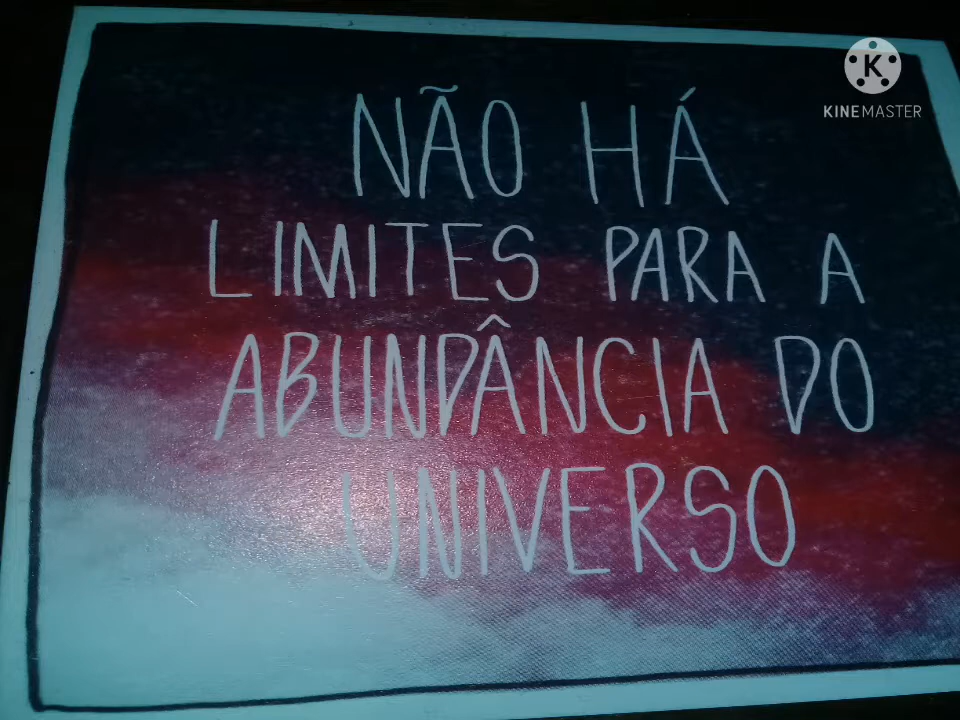 K
KINEMASTER
NÃO HÁ
LIMITES PARA A
ABUNDÂNCIA DO
UNIVERSO